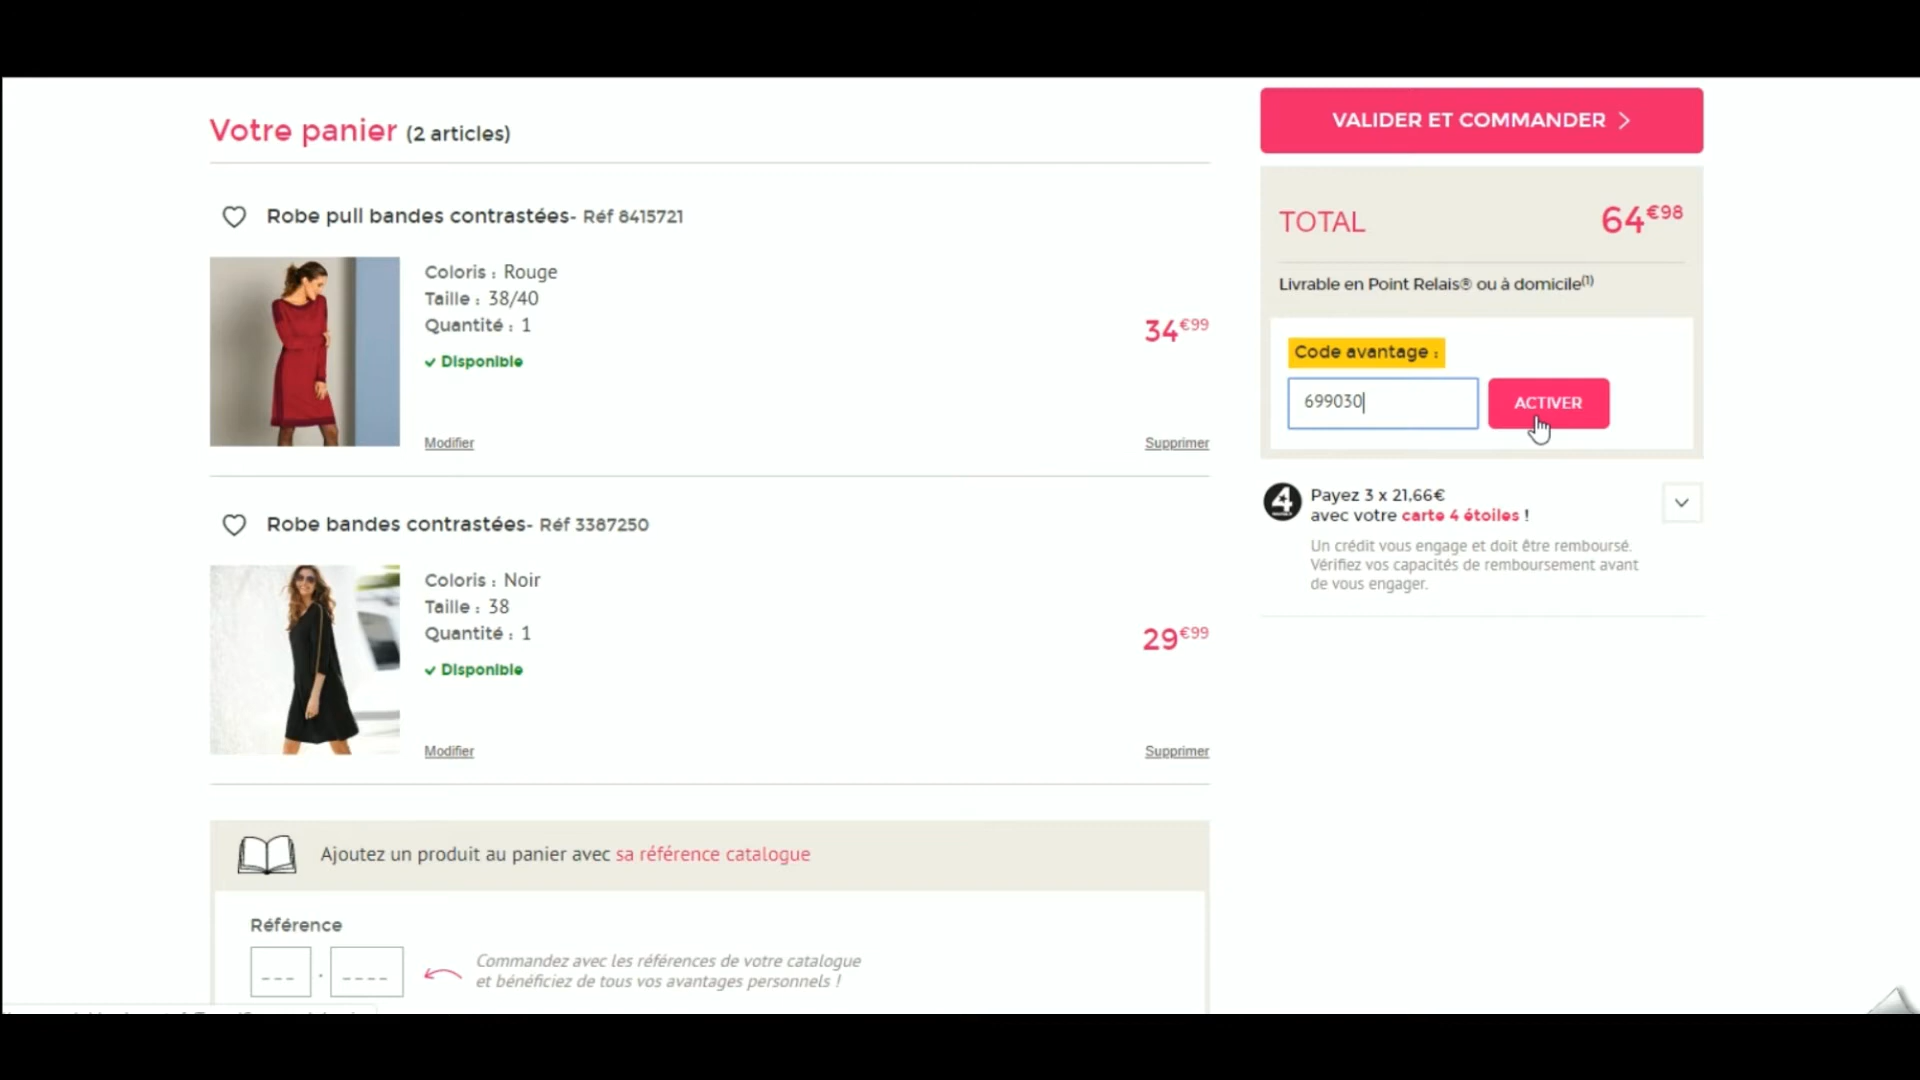 Votre panier (2 articles)
Robe pull bandes contrastées- Réf 8415721
Coloris : Rouge
Taille : 38/40
Quantité : 1
Disponible
34€99
Modifier
Supprimer
Robe bandes contrastées- Réf 3387250
Coloris : Noir
Taille : 38
Quantité : 1
Disponible
29€99
Modifier
Supprimer
Ajoutez un produit au panier avec sa référence catalogue
Référence
_ _ _ . _ _ _ _
Commandez avec les références de votre catalogue
et bénéficiez de tous vos avantages personnels !
VALIDER ET COMMANDER
TOTAL 64€98
Livrable en Point Relais® ou à domicile(1)
Code avantage :
699030
ACTIVER
4
Payez 3 x 21,66€
avec votre carte 4 étoiles !
Un crédit vous engage et doit être remboursé.
Vérifiez vos capacités de remboursement avant
de vous engager.